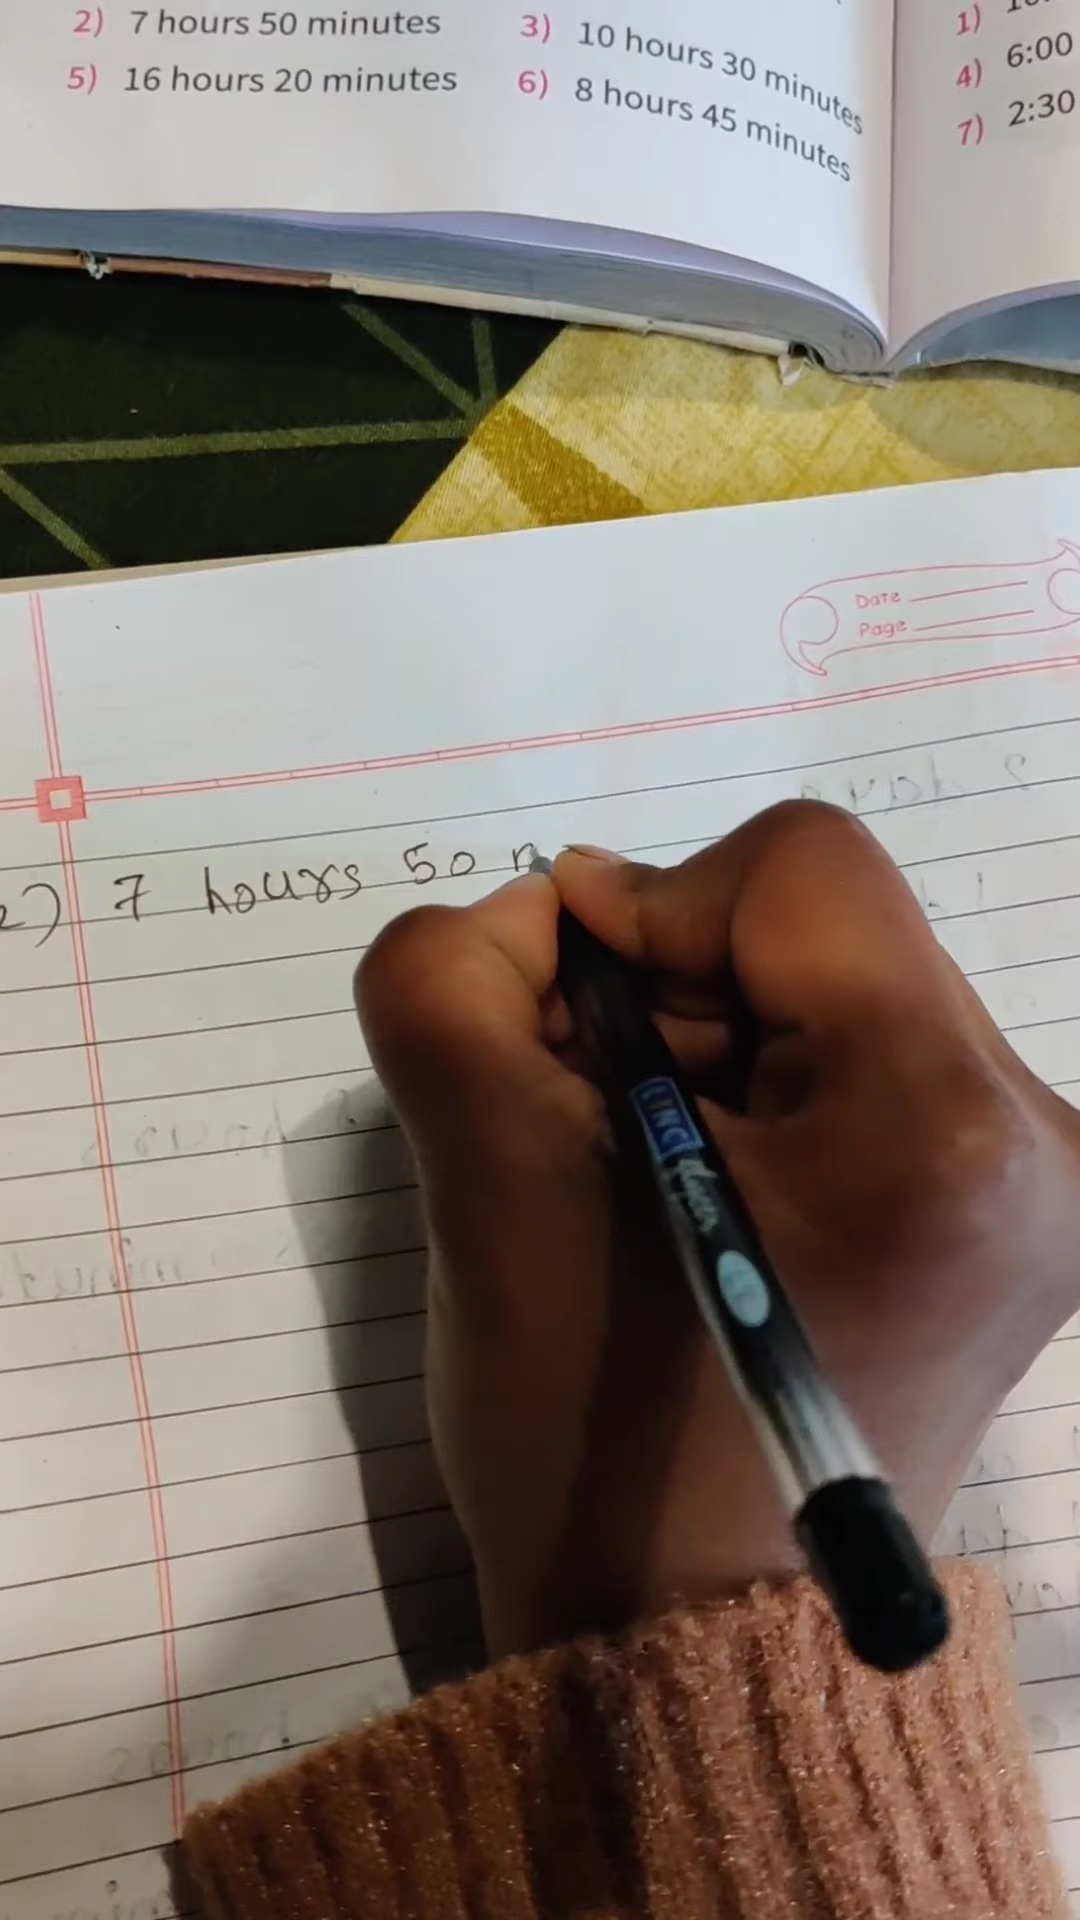 2) 7 hours 50 minutes 3) 10 hours 30 minutes
5) 16 hours 20 minutes 6) 8 hours 45 minutes
1)
4) 6:00
7) 2:30
Date
Page
2) 7 hours 50
LINC